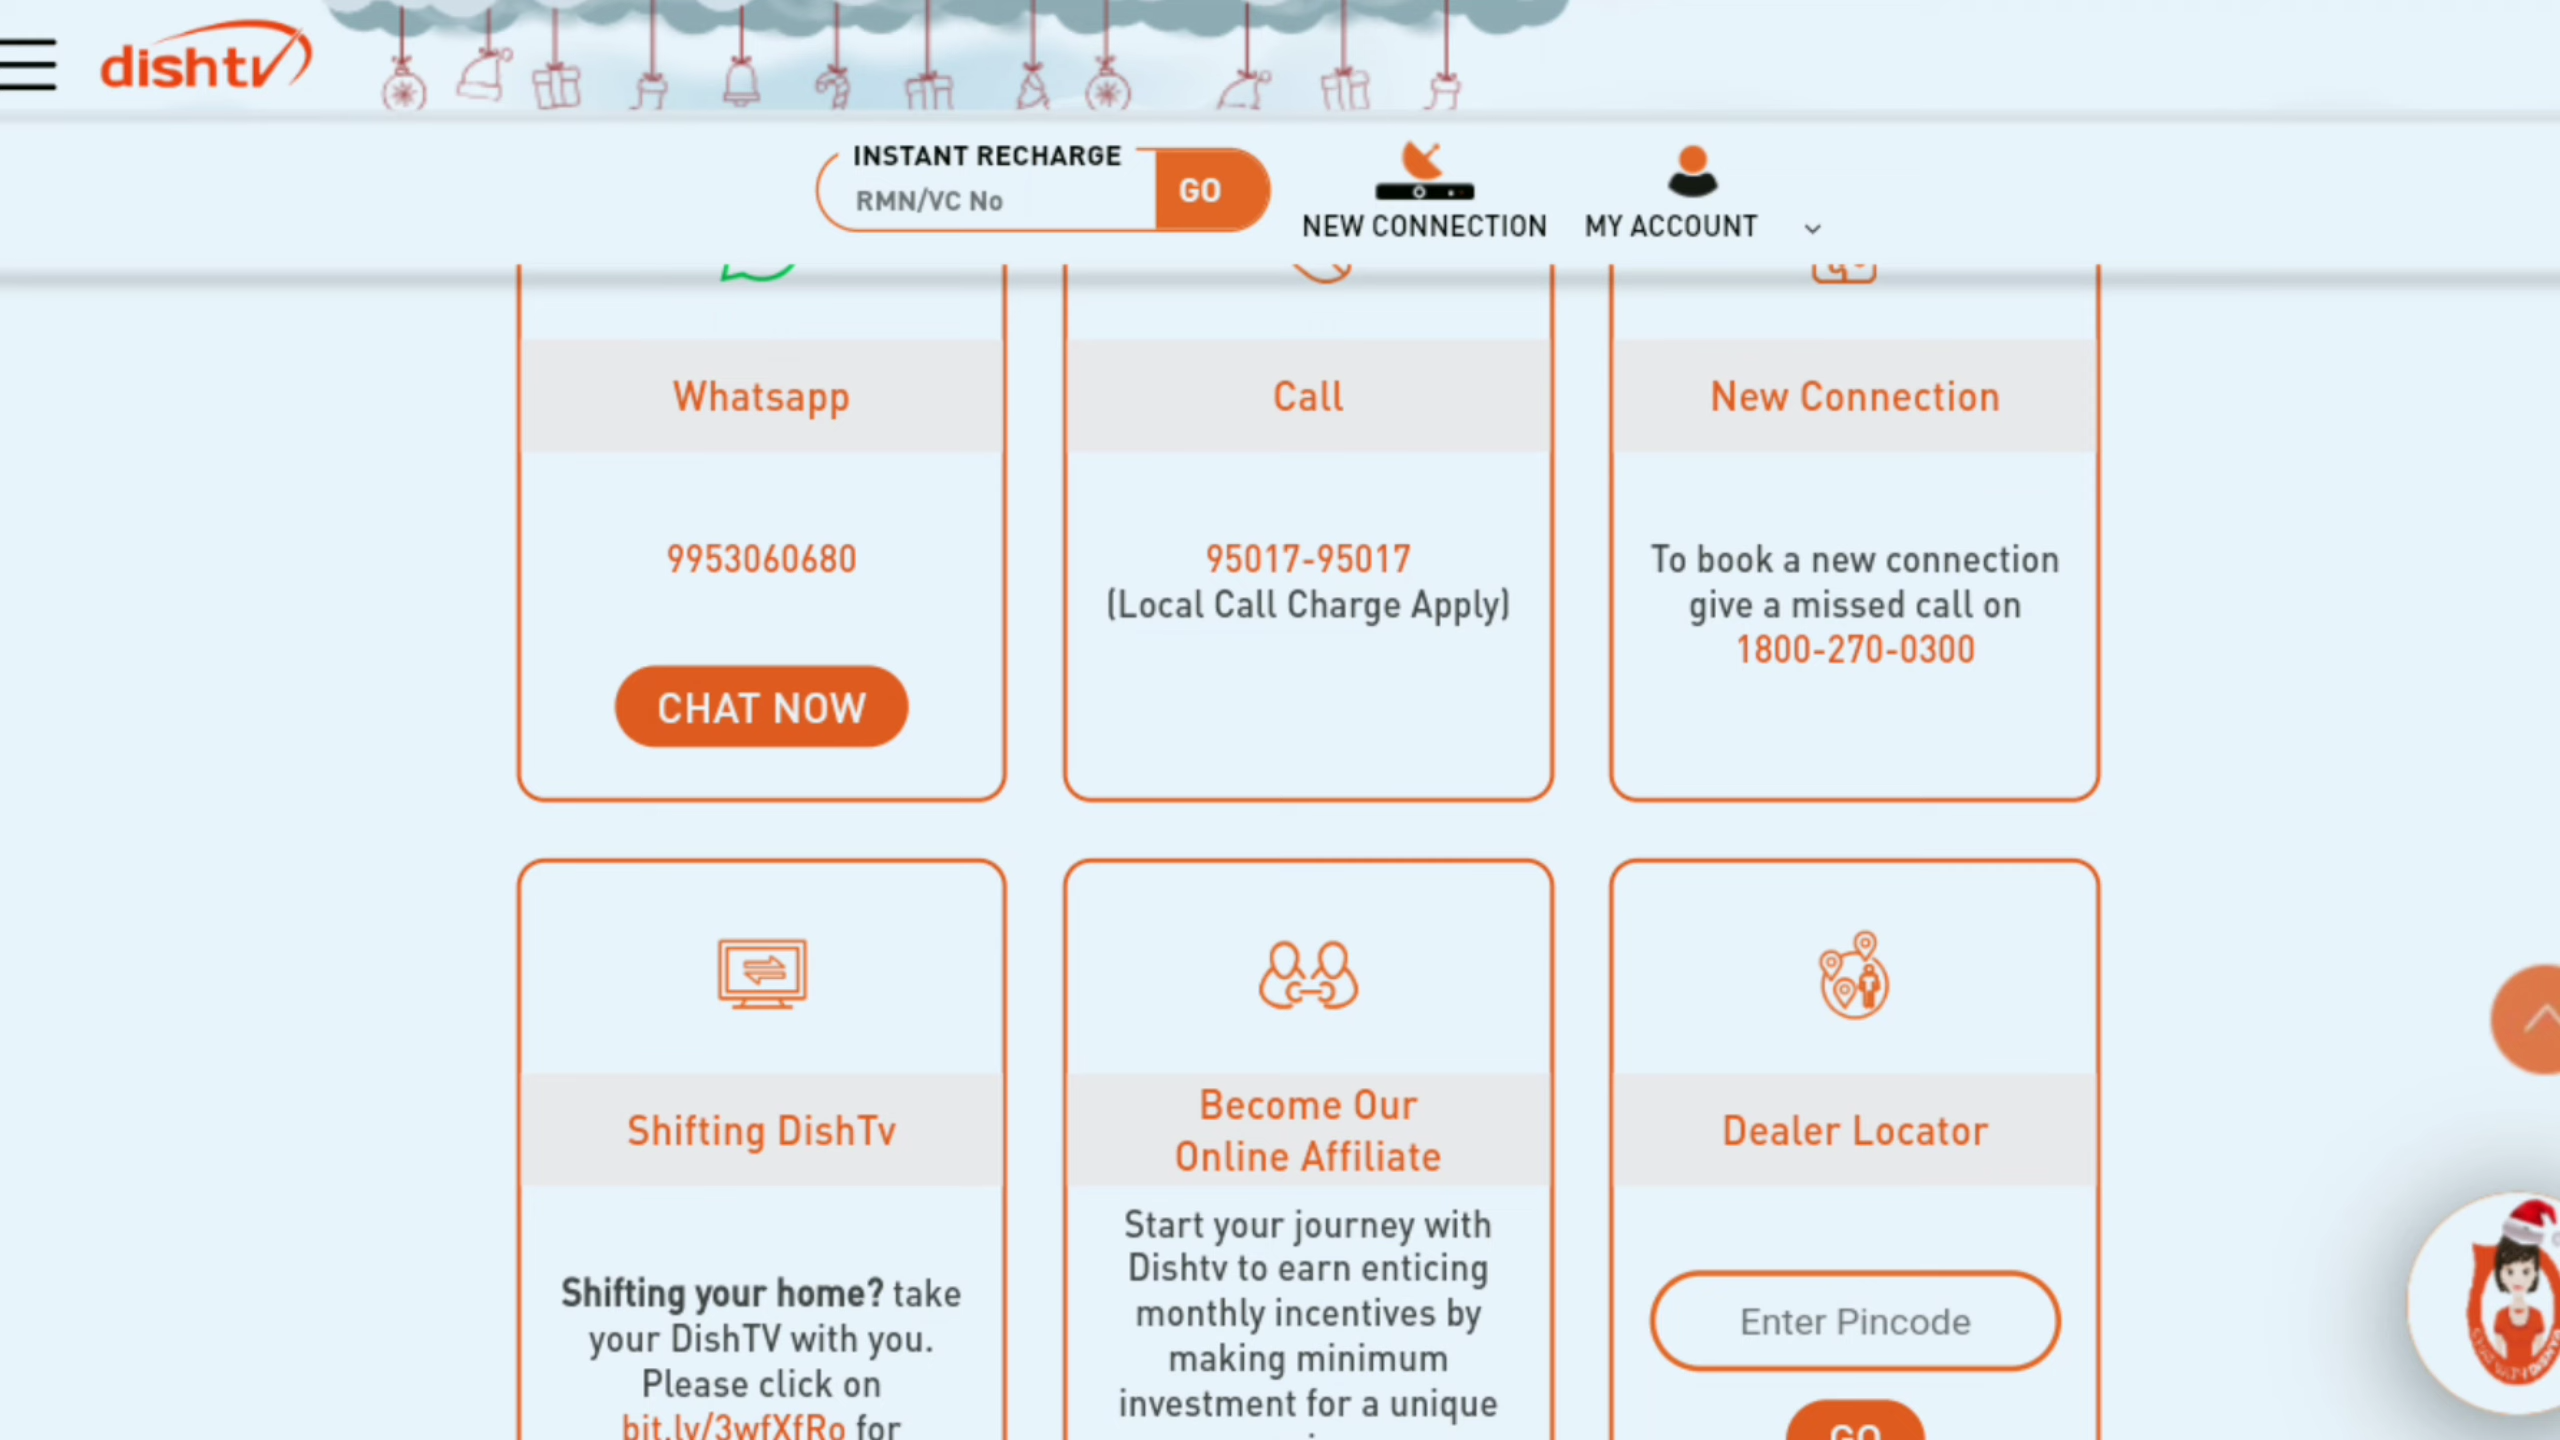 dishtv
INSTANT RECHARGE
RMN/VC No
GO
NEW CONNECTION
MY ACCOUNT
Whatsapp
9953060680
CHAT NOW
Call
95017-95017
(Local Call Charge Apply)
New Connection
To book a new connection
give a missed call on
1800-270-0300
Shifting DishTv
Shifting your home? take
your DishTV with you.
Please click on
bit.ly/3wfXfRo for
Become Our
Online Affiliate
Start your journey with
Dishtv to earn enticing
monthly incentives by
making minimum
investment for a unique
Dealer Locator
Enter Pincode
GO